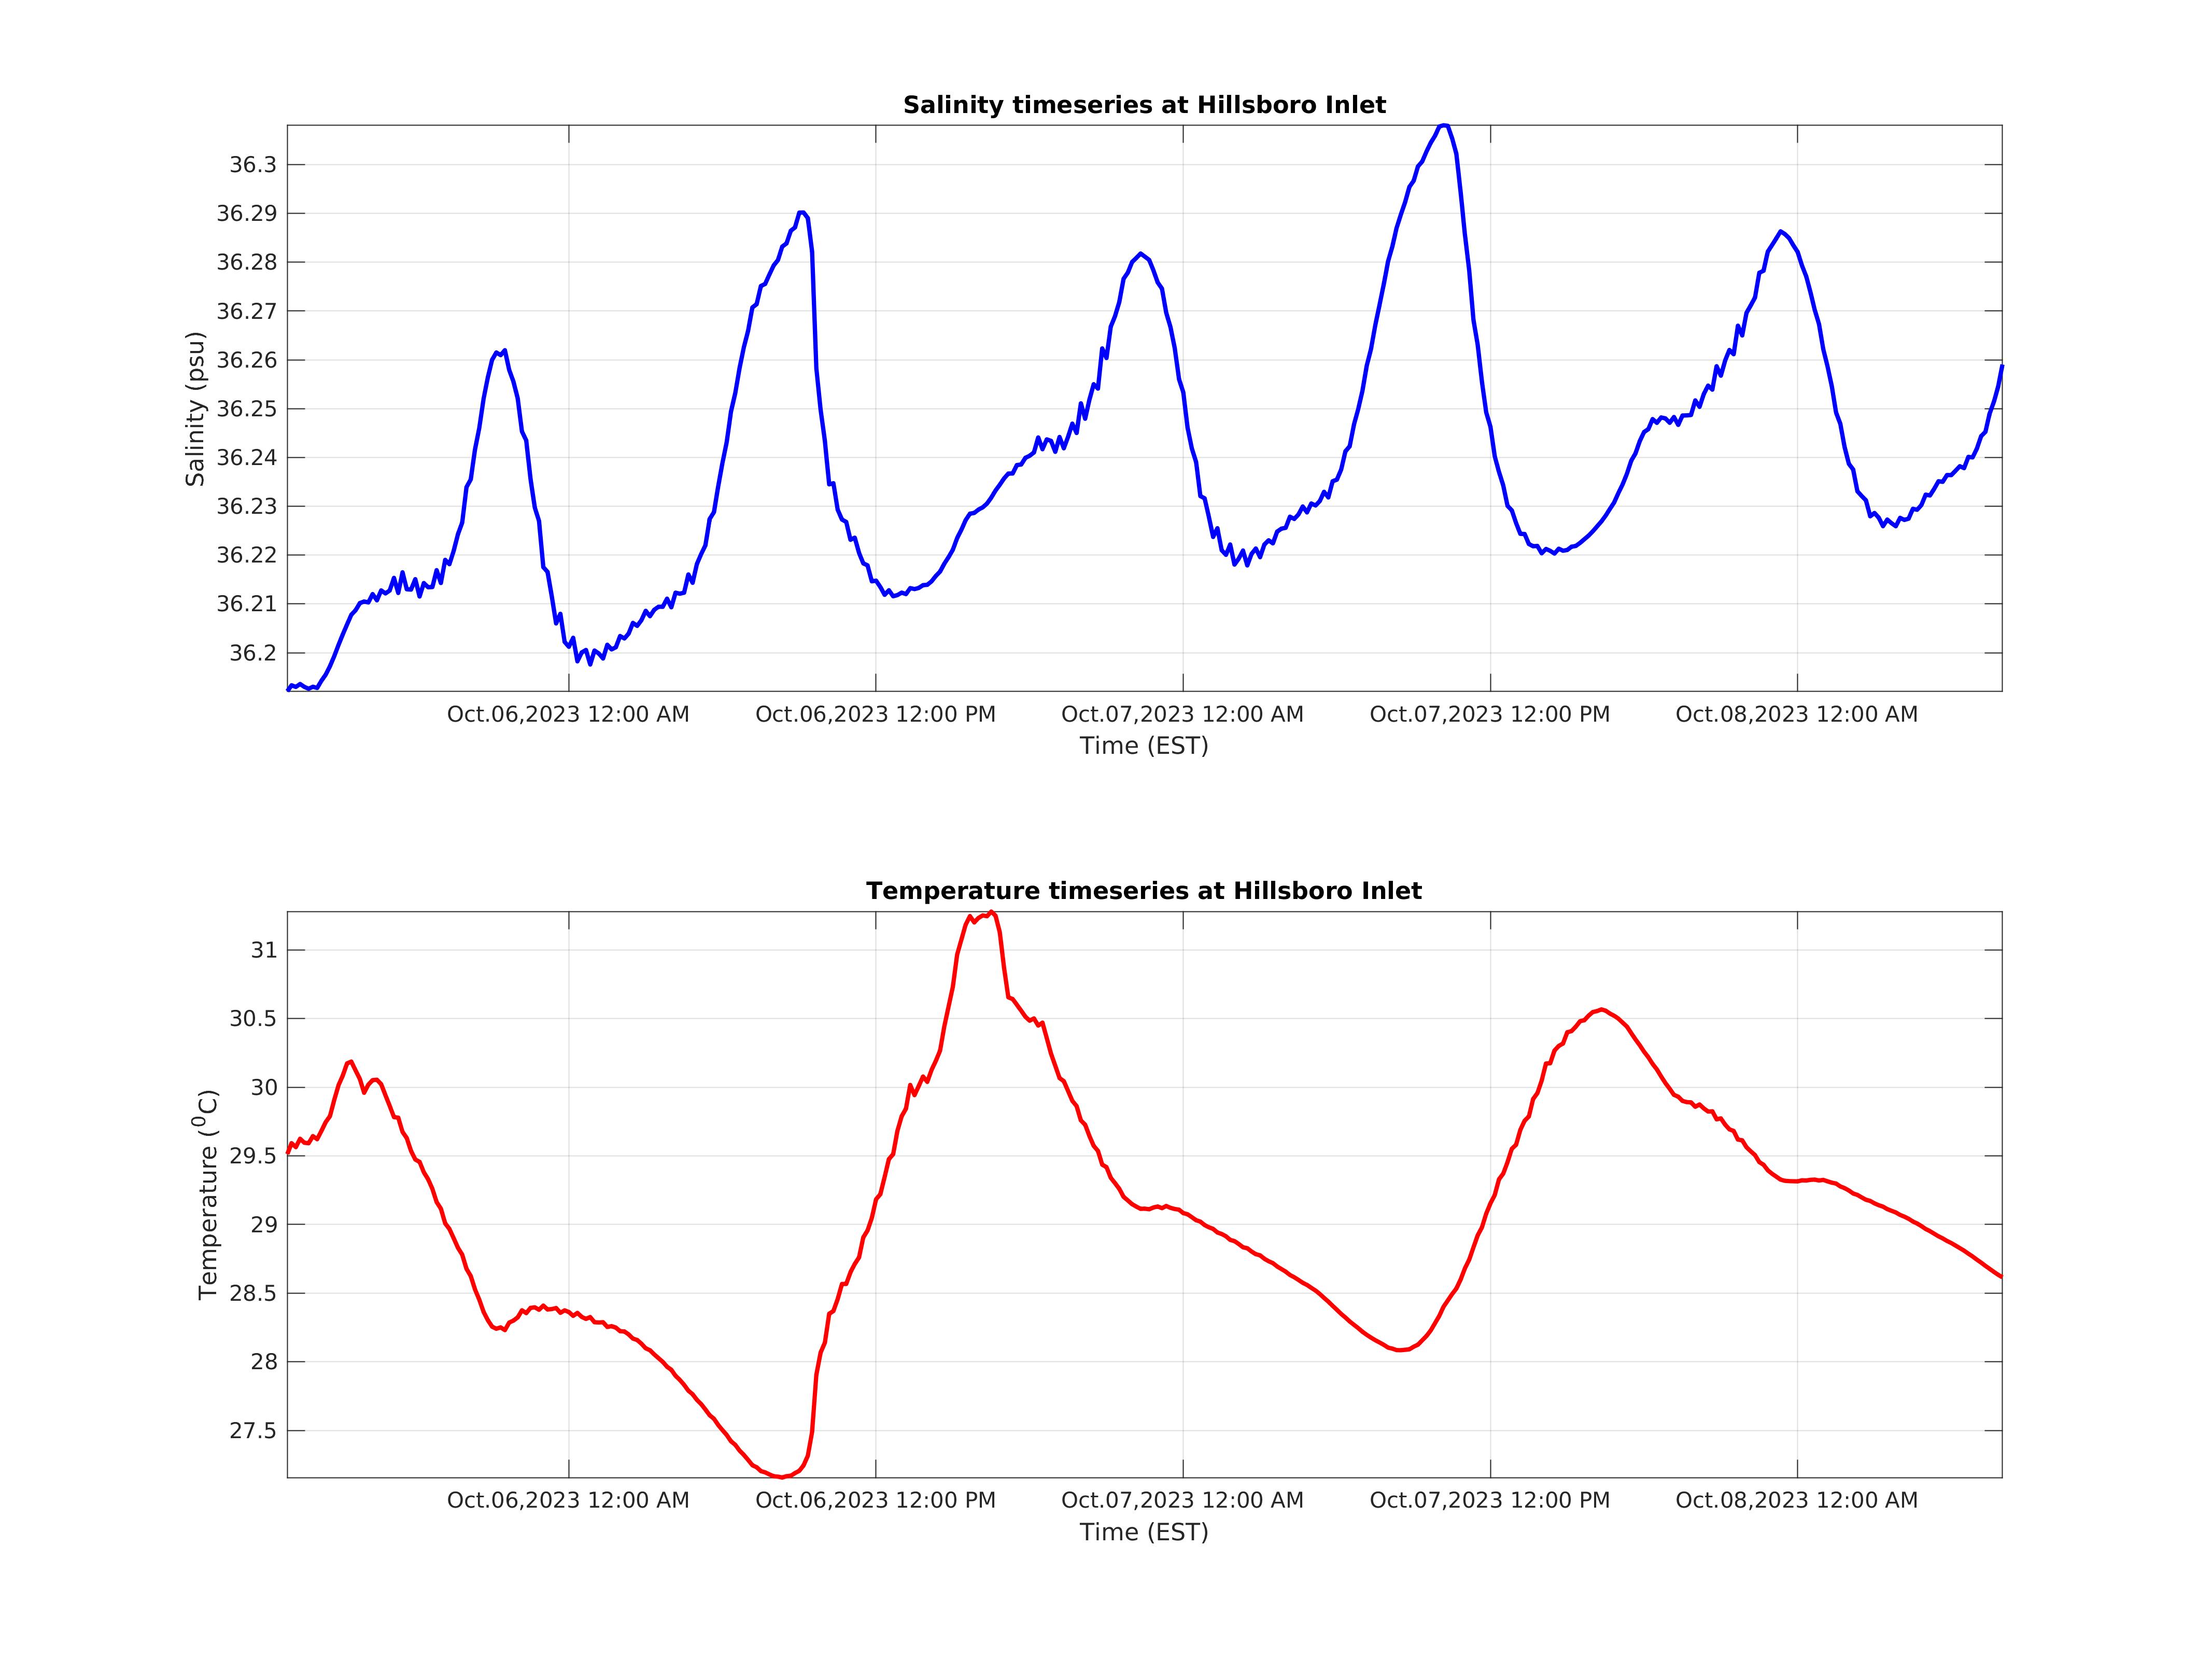 Salinity timeseries at Hillsboro Inlet
36.3
36.29
36.28
36.27
36.26
36.25
36.24
36.23
36.22
36.21
36.2
Salinity (psu)
Oct.06,2023 12:00 AM Oct.06,2023 12:00 PM Oct.07,2023 12:00 AM Oct.07,2023 12:00 PM Oct.08,2023 12:00 AM
Time (EST)
Temperature timeseries at Hillsboro Inlet
31
30.5
30
29.5
29
28.5
28
27.5
Temperature (⁰C)
Oct.06,2023 12:00 AM Oct.06,2023 12:00 PM Oct.07,2023 12:00 AM Oct.07,2023 12:00 PM Oct.08,2023 12:00 AM
Time (EST)